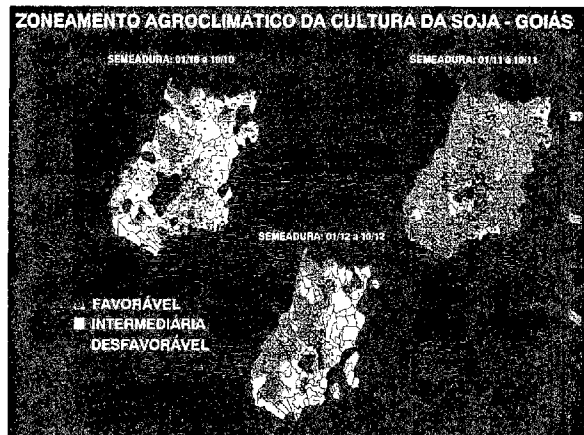 ZONEAMENTO AGROCLIMÁTICO DA CULTURA DA SOJA - GOIÁS
SEMEADURA: 01/10 a 10/10
SEMEADURA: 01/11 a 10/11
SEMEADURA: 01/12 a 10/12
FAVORÁVEL
INTERMEDIÁRIA
DESFAVORÁVEL